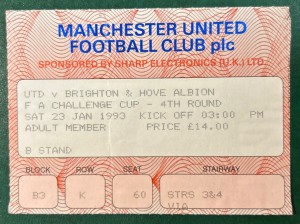 MANCHESTER UNITED
FOOTBALL CLUB plc
SPONSORED BY SHARP ELECTRONICS (U.K.) LTD.
UTD v BRIGHTON & HOVE ALBION
F A CHALLENGE CUP - 4TH ROUND
SAT 23 JAN 1993 KICK OFF 03:00 PM
ADULT MEMBER PRICE £14.00
B STAND
BLOCK ROW SEAT STAIRWAY
B3 K 60 STRS 3&4
VIA